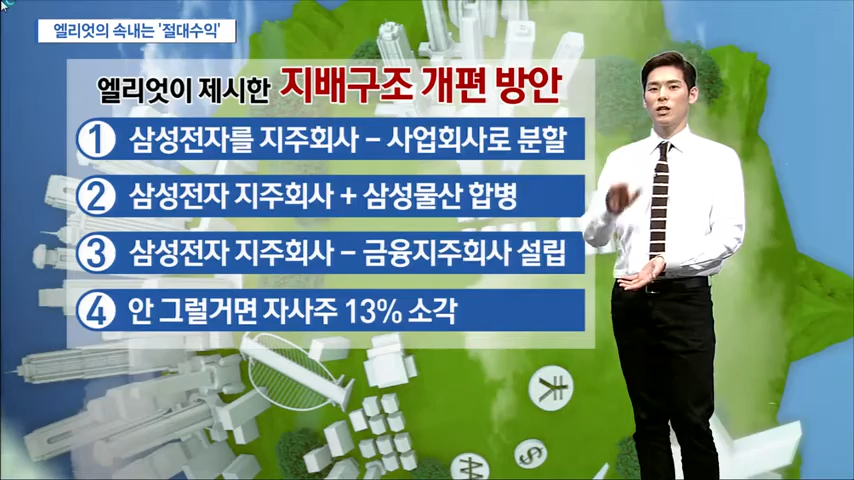 엘리엇의 속내는 '절대수익'
엘리엇이 제시한 지배구조 개편 방안
1 삼성전자를 지주회사 - 사업회사로 분할
2 삼성전자 지주회사 + 삼성물산 합병
3 삼성전자 지주회사 - 금융지주회사 설립
4 안 그럴거면 자사주 13% 소각
₩
$